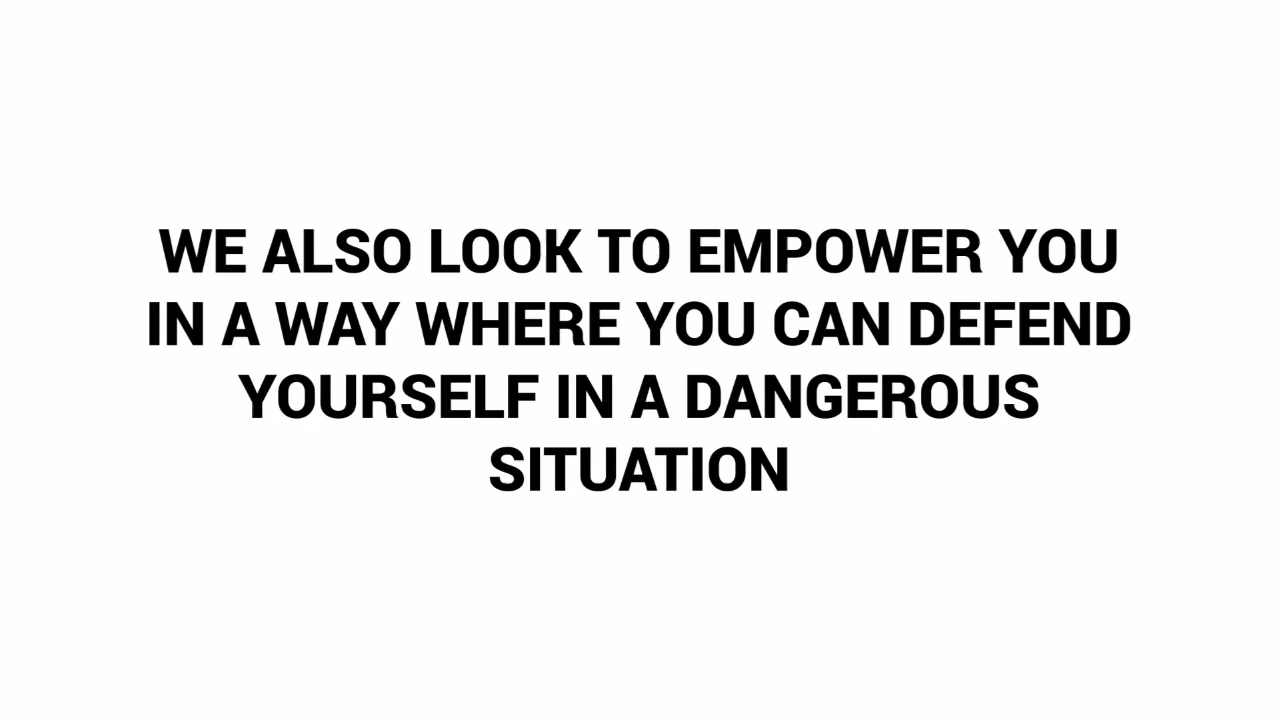 WE ALSO LOOK TO EMPOWER YOU
IN A WAY WHERE YOU CAN DEFEND
YOURSELF IN A DANGEROUS
SITUATION